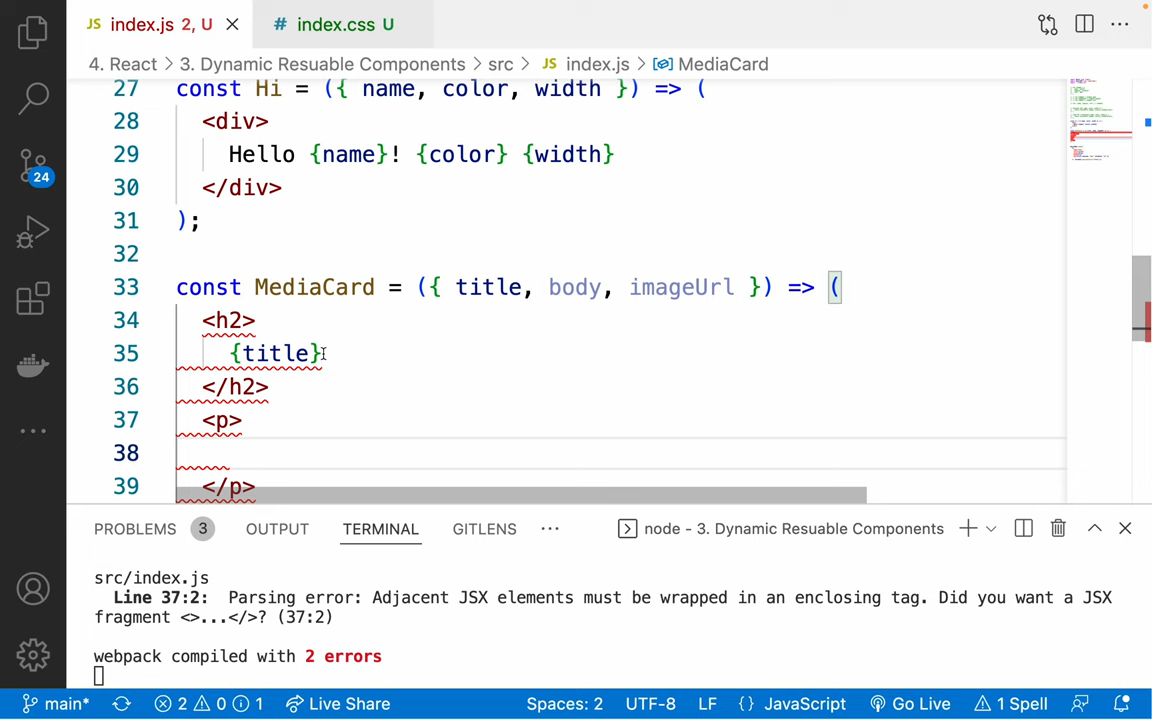 JS index.js 2, U
# index.css U
4. React > 3. Dynamic Resuable Components > src > JS index.js > MediaCard
27 const Hi = ({ name, color, width }) => (
28 <div>
29 Hello {name}! {color} {width}
30 </div>
31 );
32
33 const MediaCard = ({ title, body, imageUrl }) => (
34 <h2>
35 {title}
36 </h2>
37 <p>
38
39 </p>
24
PROBLEMS 3 OUTPUT TERMINAL GITLENS node - 3. Dynamic Resuable Components
src/index.js
Line 37:2: Parsing error: Adjacent JSX elements must be wrapped in an enclosing tag. Did you want a JSX
fragment <>...</>? (37:2)
webpack compiled with 2 errors
main* 2 0 1 Live Share Spaces: 2 UTF-8 LF {} JavaScript Go Live 1 Spell